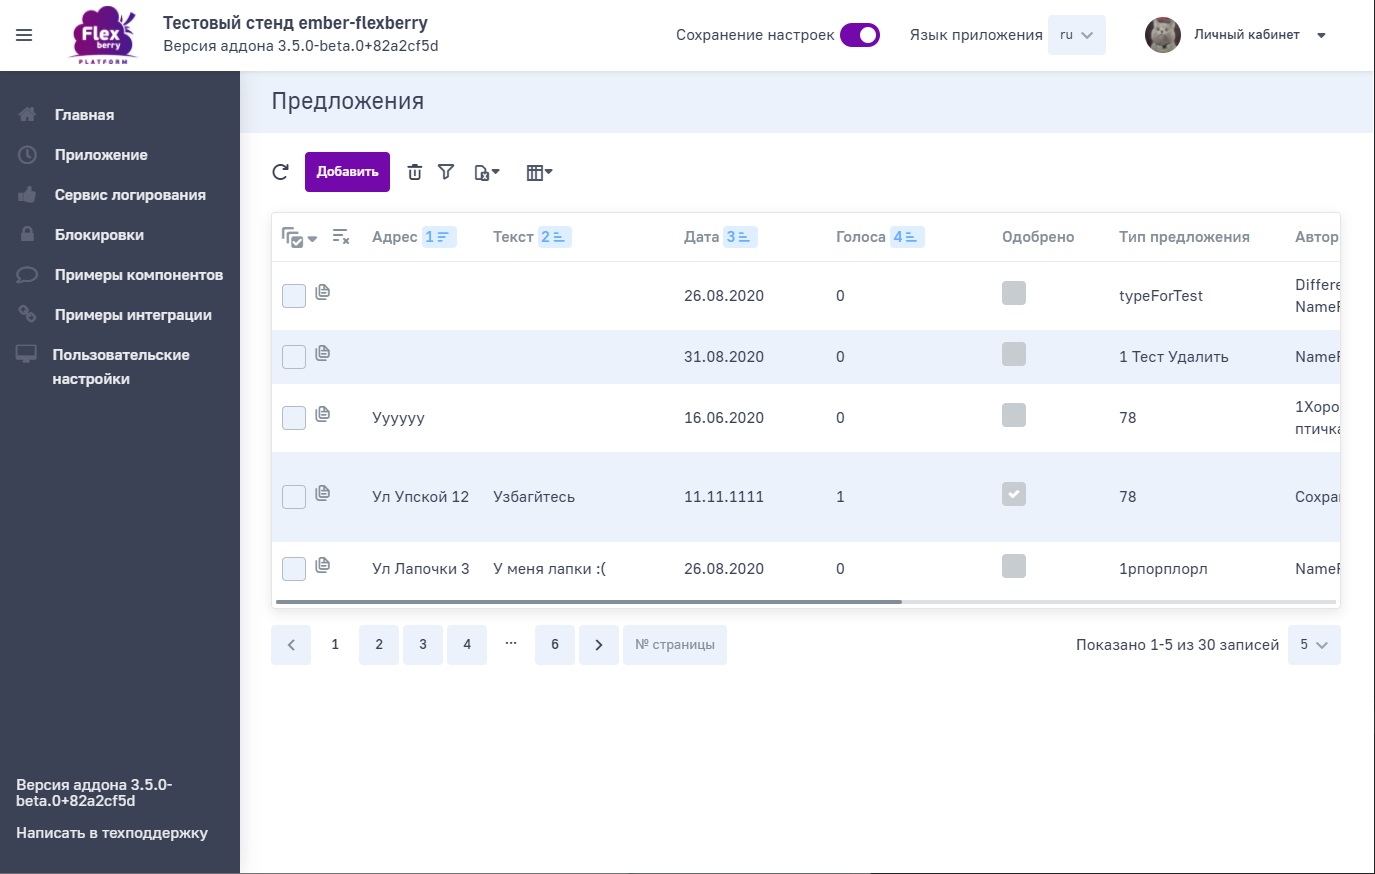 Flex
berry
PLATFORM
Тестовый стенд ember-flexberry
Версия аддона 3.5.0-beta.0+82a2cf5d
Сохранение настроек
Язык приложения
ru
Личный кабинет
Главная
Приложение
Сервис логирования
Блокировки
Примеры компонентов
Примеры интеграции
Пользовательские
настройки
Версия аддона 3.5.0-
beta.0+82a2cf5d
Написать в техподдержку
Предложения
Добавить
Адрес 1 Текст 2 Дата 3 Голоса 4 Одобрено Тип предложения Автор
26.08.2020 0 typeForTest Differe
NameF
31.08.2020 0 1 Тест Удалить NameF
Уууууу 16.06.2020 0 78 1Хоро
птичка
Ул Упской 12 Узбагйтесь 11.11.1111 1 78 Сохра
Ул Лапочки 3 У меня лапки :( 26.08.2020 0 1рпорплорл NameF
1 2 3 4 ... 6 № страницы
Показано 1-5 из 30 записей 5